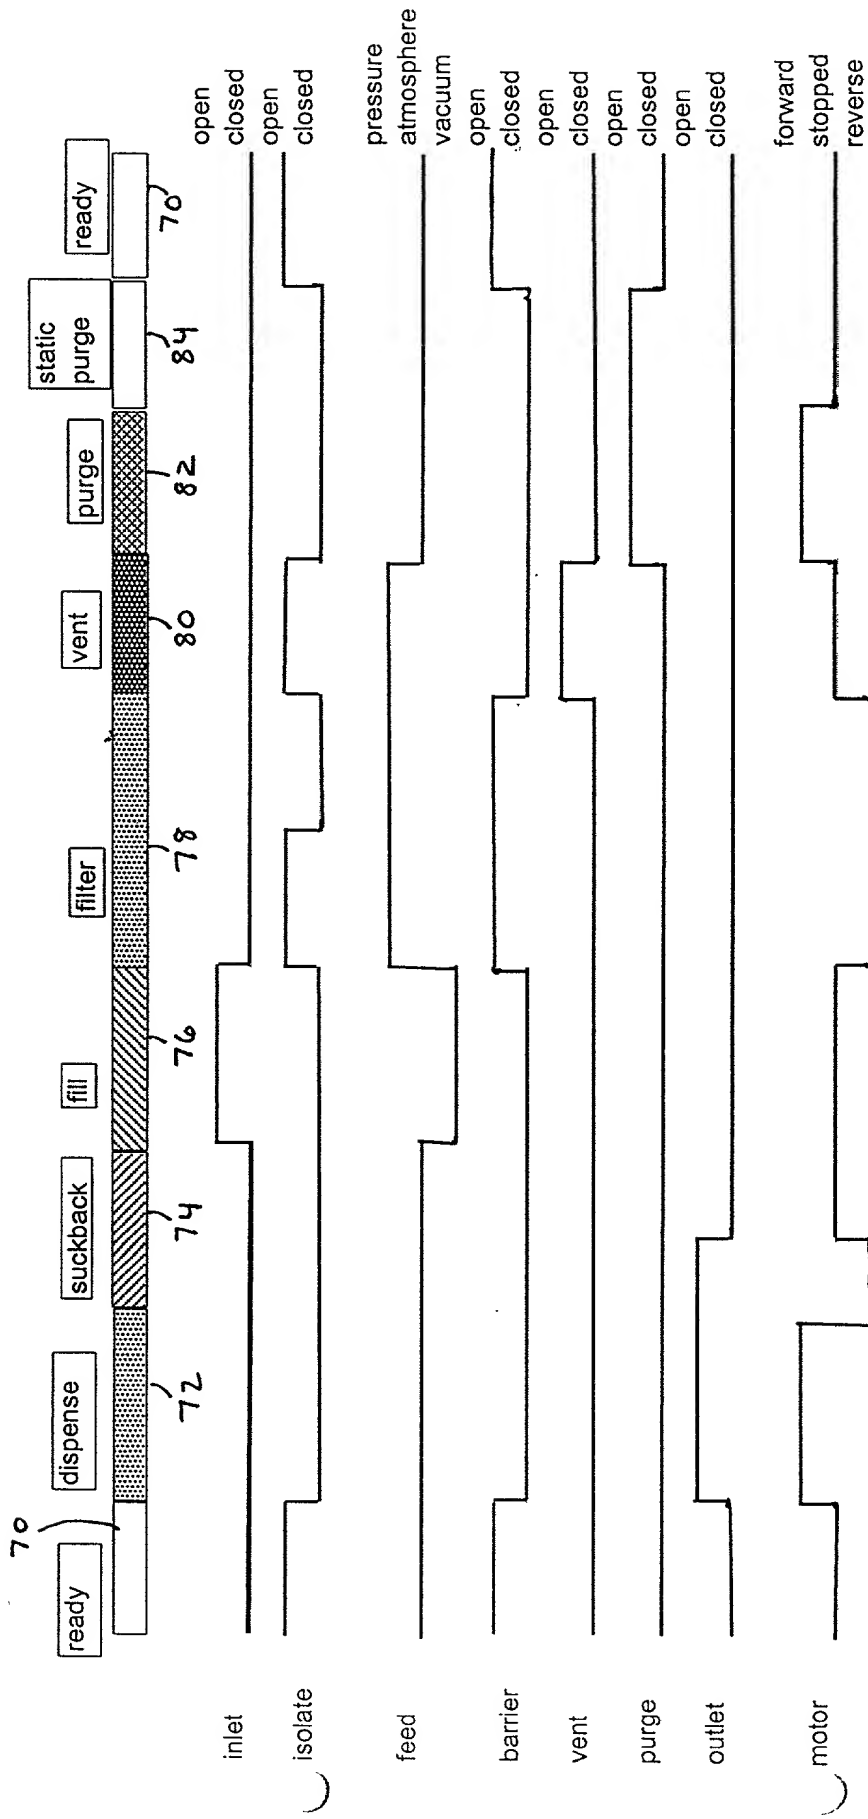 ready
dispense
suckback
fill
filter
vent
purge
static
purge
ready
70
72
74
76
78
80
82
84
70
inlet
open
closed
isolate
open
closed
feed
pressure
atmosphere
vacuum
barrier
open
closed
vent
open
closed
purge
open
closed
outlet
open
closed
motor
forward
stopped
reverse